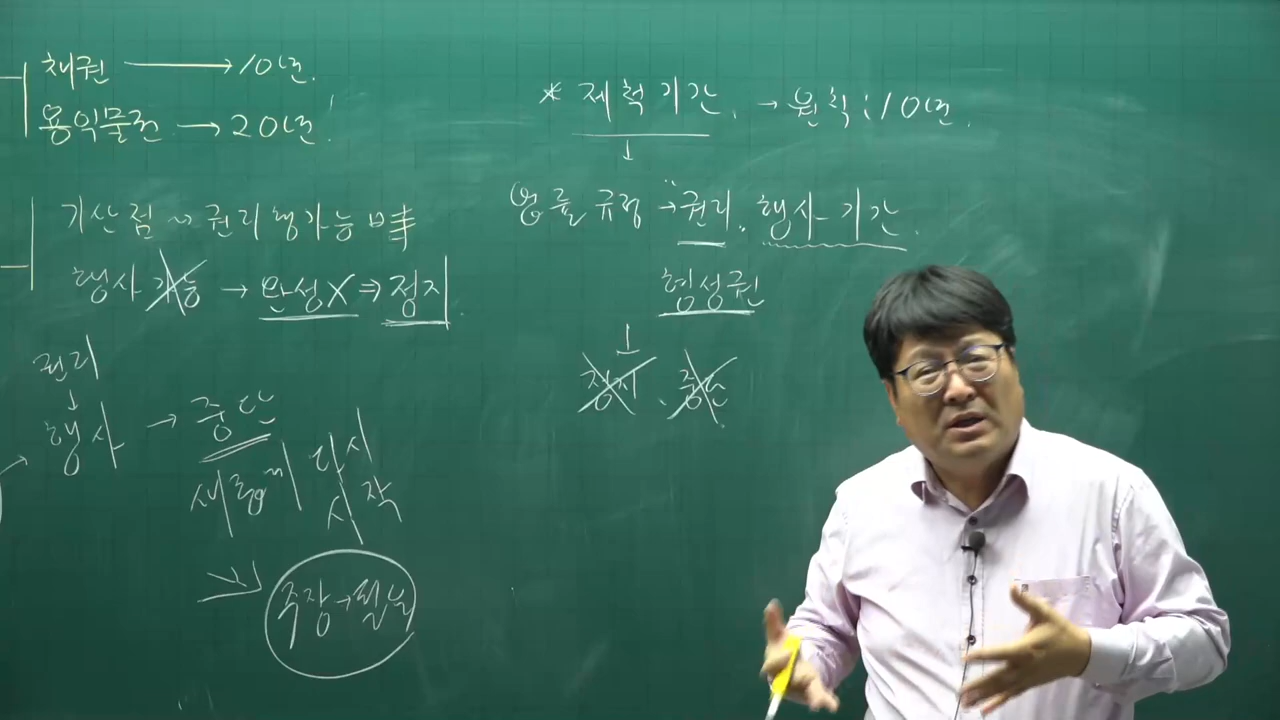 채권 → 10년.
용익물권 → 20년.
기산점 → 권리행가능 때
행사 가능 → 완성X ⇒ 정지.
권리
↓
행사 → 중단
새롭게 다시
시작
⇒ 주장→필요
* 제척기간. → 원칙 : 10년.
↓
법률 규정 → 권리. 행사 기간.
형성권
↓
정지. 중단.